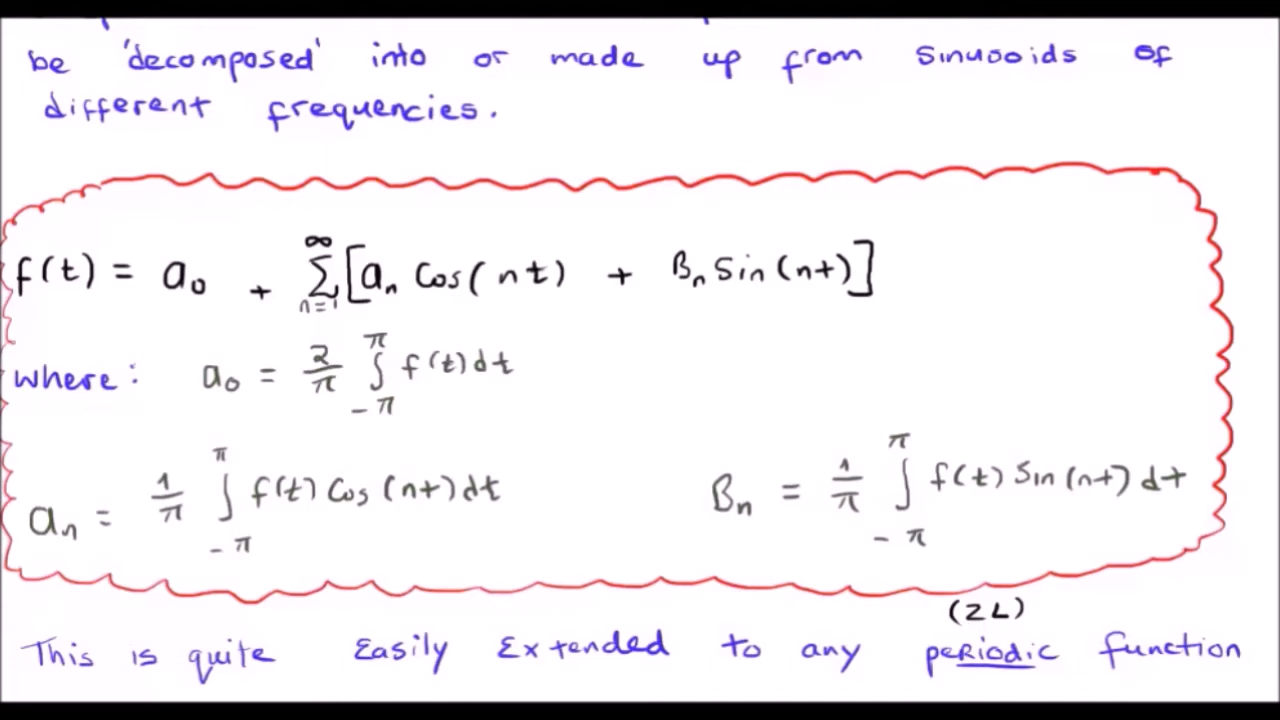 be 'decomposed' into or made up from sinusoids of
different frequencies.
f(t) = a₀ + ∑_{n=1}^{∞} [aₙ Cos(nt) + Bₙ Sin(nt)]
where: a₀ = 2/π ∫_{-π}^{π} f(t)dt
aₙ = 1/π ∫_{-π}^{π} f(t) Cos(nt)dt Bₙ = 1/π ∫_{-π}^{π} f(t) Sin(nt) dt
(2L)
This is quite Easily Extended to any periodic function